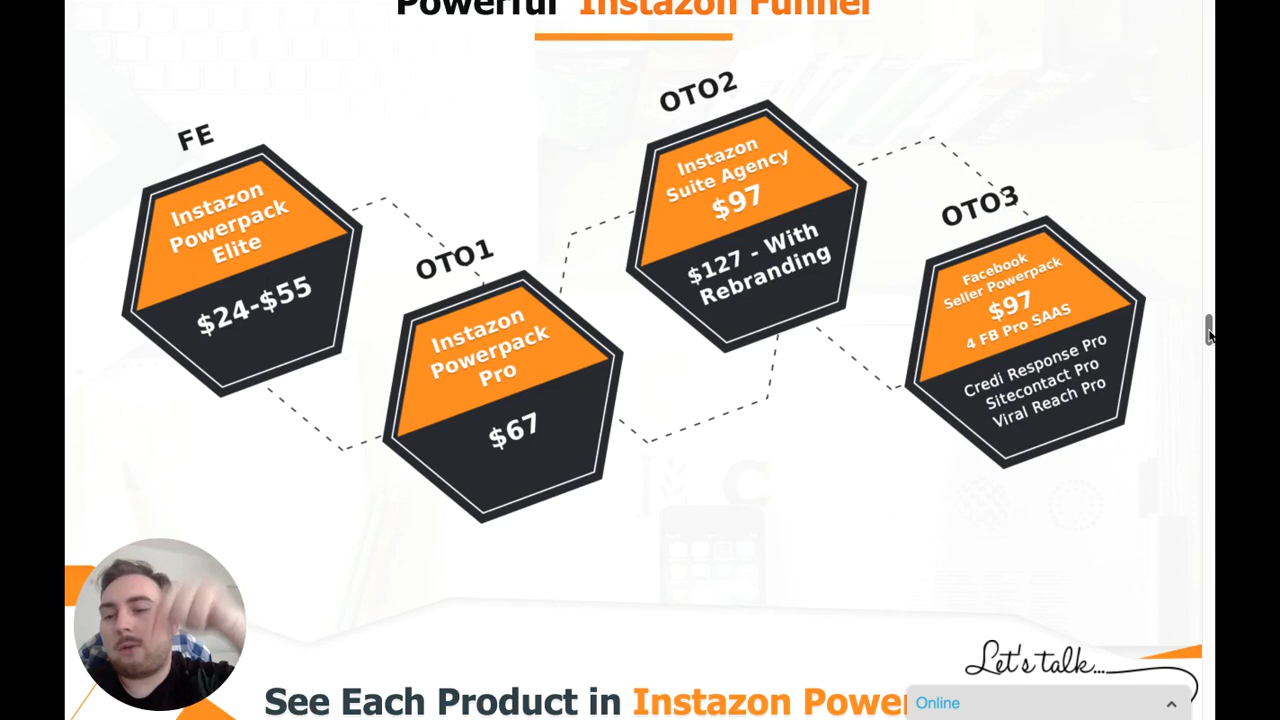 Powerful Instazon Funnel
FE
Instazon
Powerpack
Elite
$24-$55
OTO1
Instazon
Powerpack
Pro
$67
OTO2
Instazon
Suite Agency
$97
$127 - With
Rebranding
OTO3
Facebook
Seller Powerpack
$97
4 FB Pro SAAS
Credi Response Pro
Sitecontact Pro
Viral Reach Pro
Let's talk...
See Each Product in Instazon Power
Online